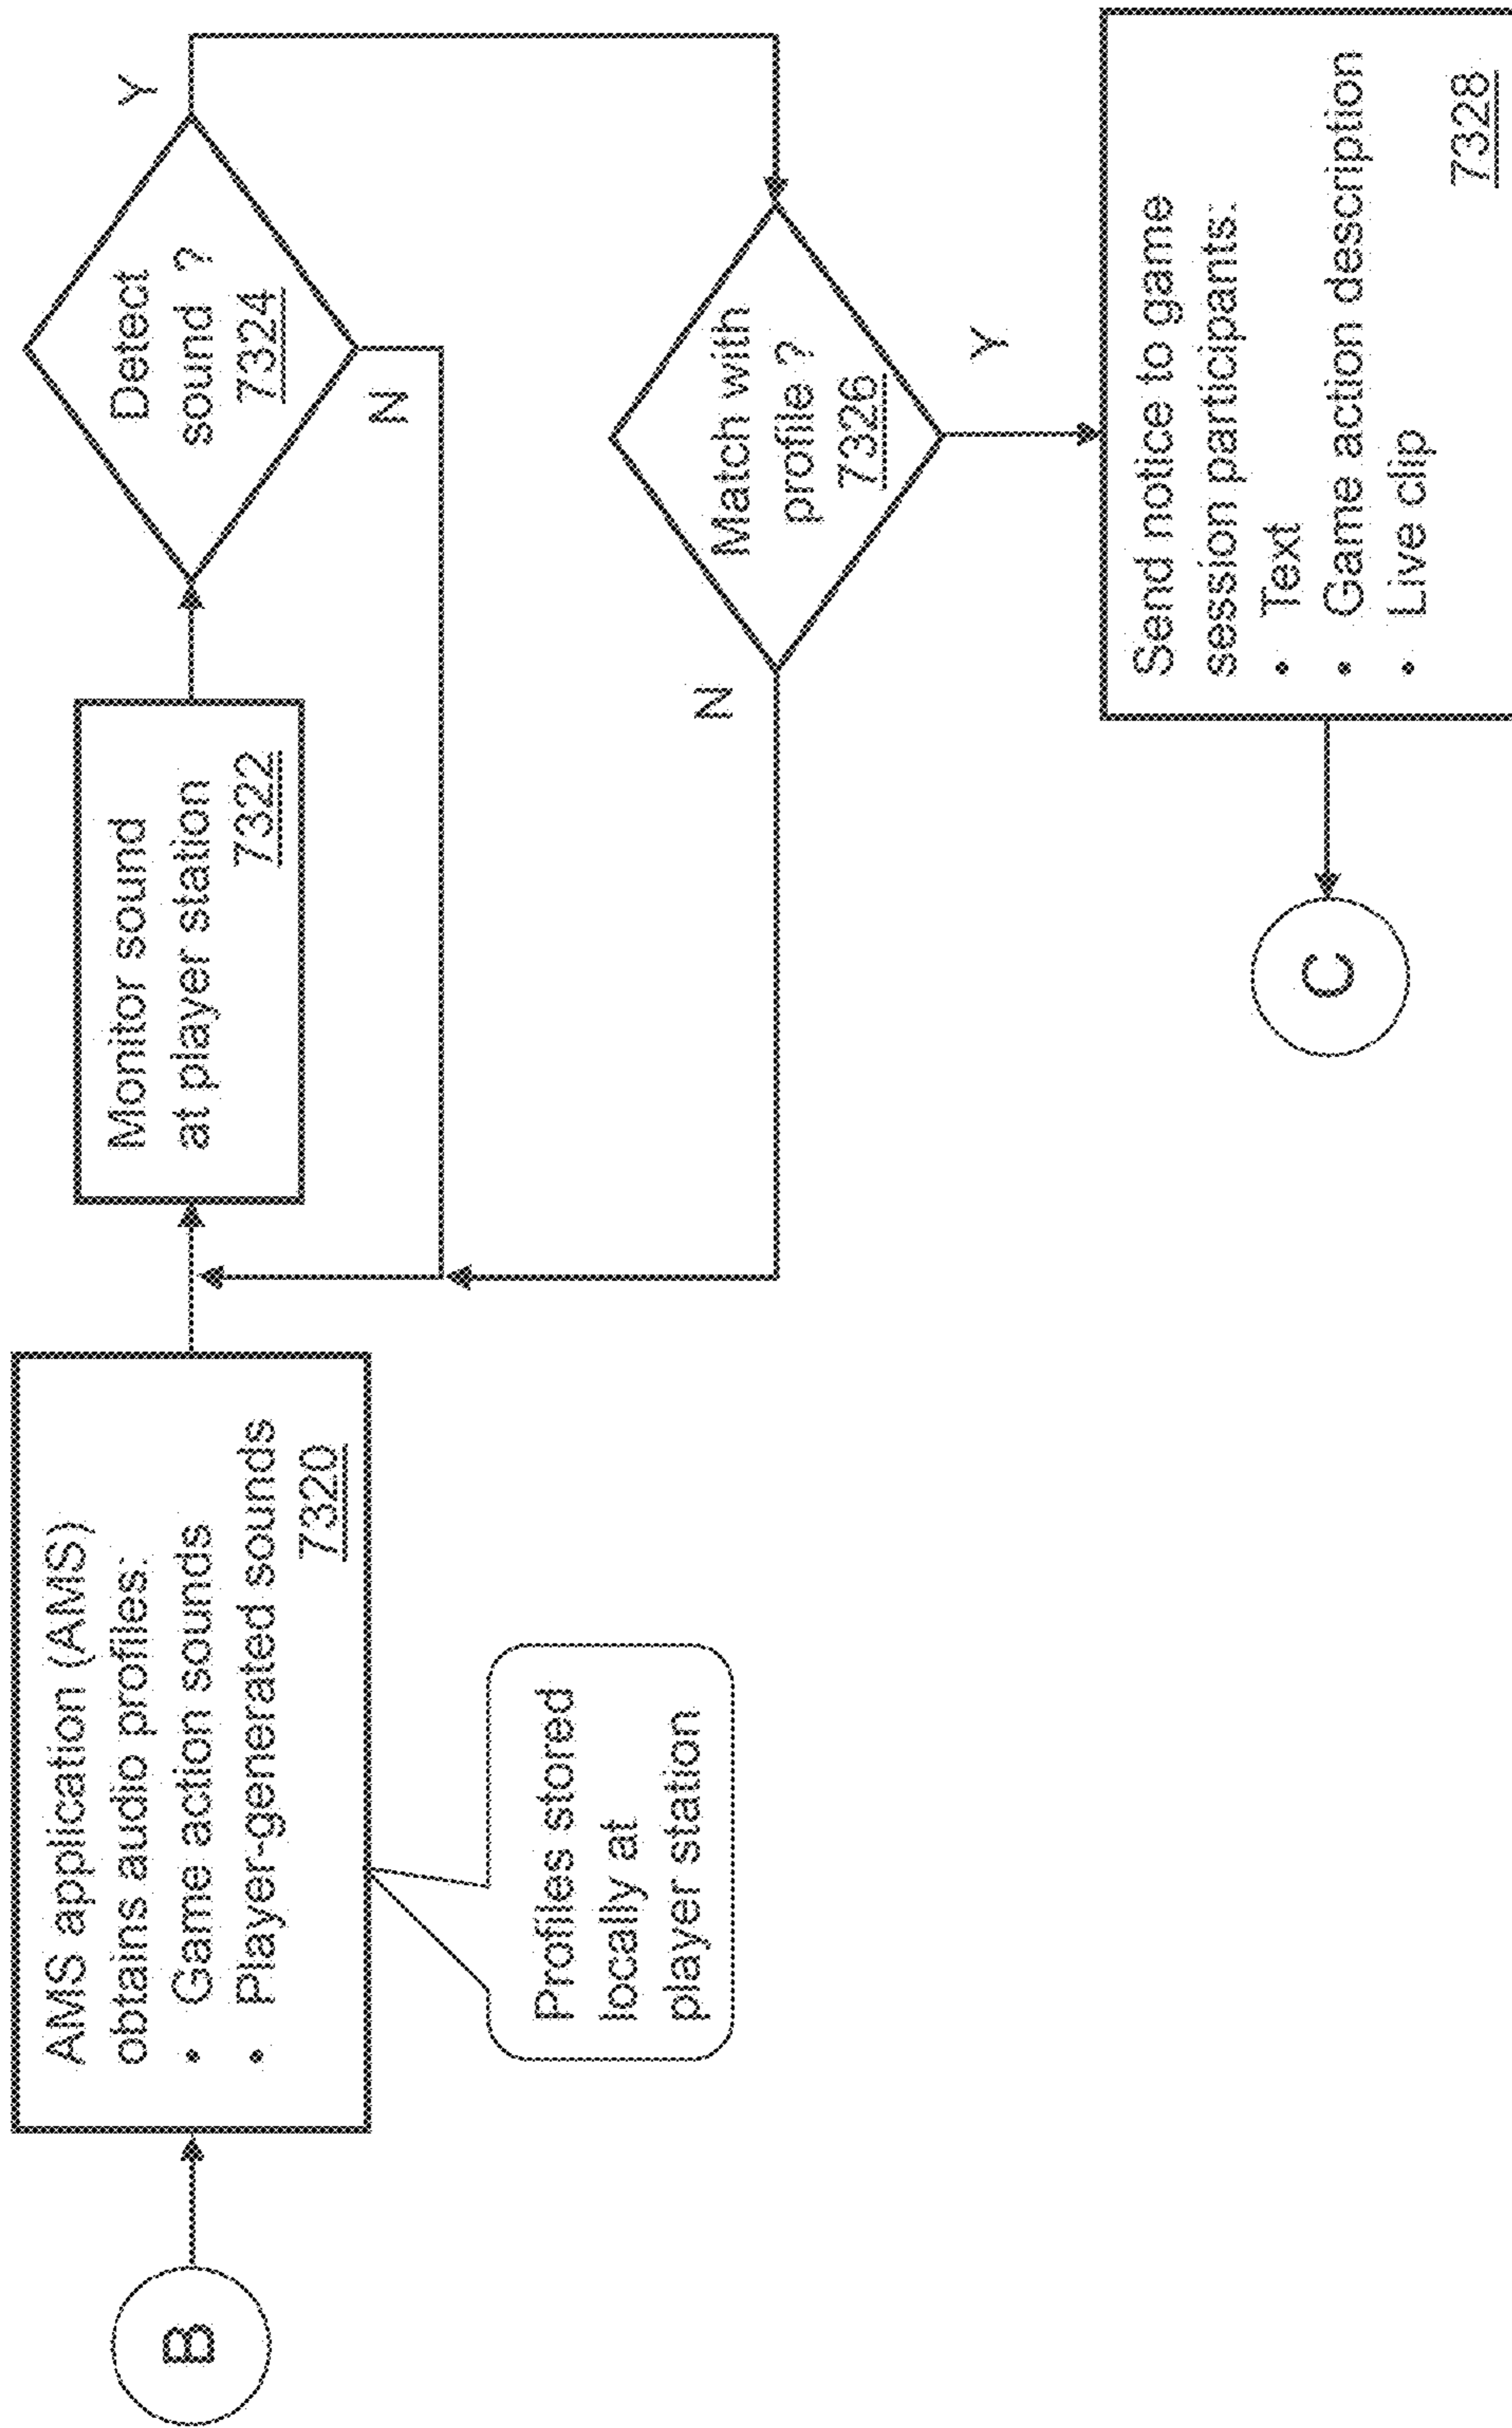 B
AMS application (AMS)
obtains audio profiles:
• Game action sounds
• Player-generated sounds
7320
Profiles stored
locally at
player station
Monitor sound
at player station
7322
Detect
sound ?
7324
Y
N
Match with
profile ?
7326
N
Y
Send notice to game
session participants:
• Text
• Game action description
• Live clip
7328
C